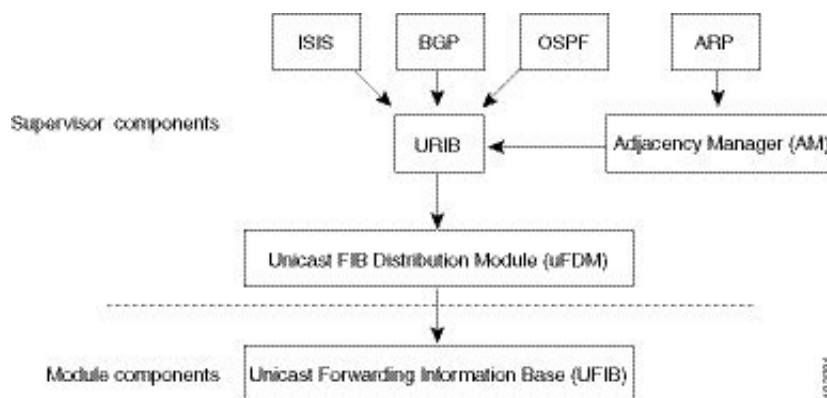 ISIS
BGP
OSPF
ARP
Supervisor components
URIB
Adjacency Manager (AM)
Unicast FIB Distribution Module (uFDM)
Module components
Unicast Forwarding Information Base (UFIB)